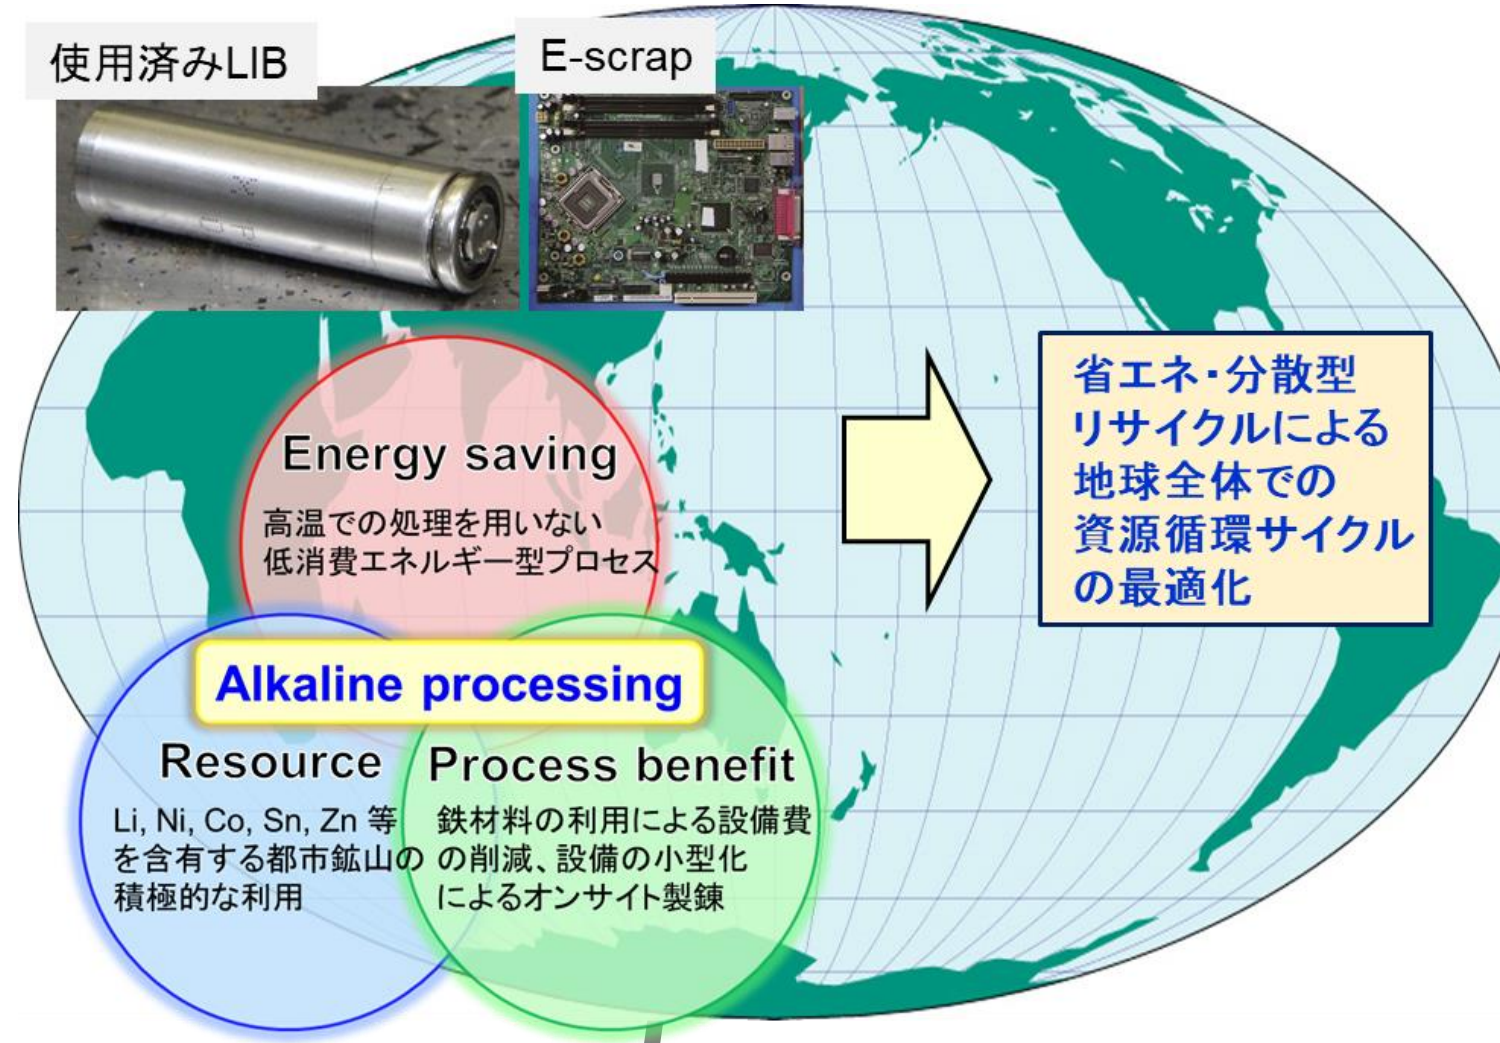 使用済みLIB
E-scrap
Energy saving
高温での処理を用いない
低消費エネルギー型プロセス
Alkaline processing
Resource
Li, Ni, Co, Sn, Zn 等
を含有する都市鉱山の
積極的な利用
Process benefit
鉄材料の利用による設備費
の削減、設備の小型化
によるオンサイト製錬
省エネ・分散型
リサイクルによる
地球全体での
資源循環サイクル
の最適化